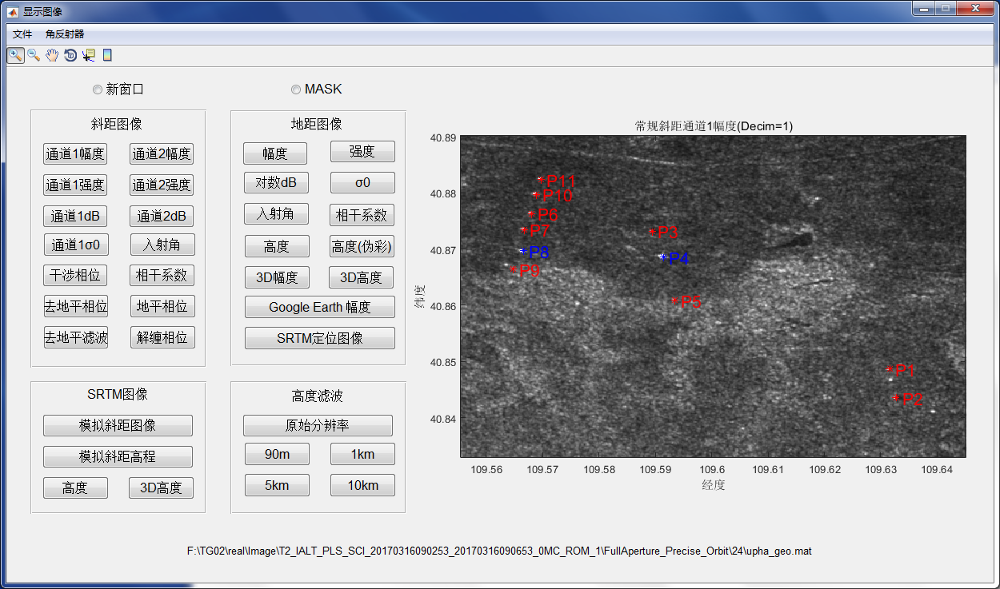 显示图像
文件 角反射器
新窗口
MASK
斜距图像
通道1幅度 通道2幅度
通道1强度 通道2强度
通道1dB 通道2dB
通道1σ0 入射角
干涉相位 相干系数
去地平相位 地平相位
去地平滤波 解缠相位
地距图像
幅度 强度
对数dB σ0
入射角 相干系数
高度 高度(伪彩)
3D幅度 3D高度
Google Earth 幅度
SRTM定位图像
SRTM图像
模拟斜距图像
模拟斜距高程
高度 3D高度
高度滤波
原始分辨率
90m 1km
5km 10km
常规斜距通道1幅度(Decim=1)
40.89
40.88
40.87
40.86
40.85
40.84
纬度
P11
P10
P6
P7
P3
P8
P4
P9
P5
P1
P2
109.56 109.57 109.58 109.59 109.6 109.61 109.62 109.63 109.64
经度
F:\TG02\real\Image\T2_IALT_PLS_SCI_20170316090253_20170316090653_0MC_ROM_1\FullAperture_Precise_Orbit\24\upha_geo.mat